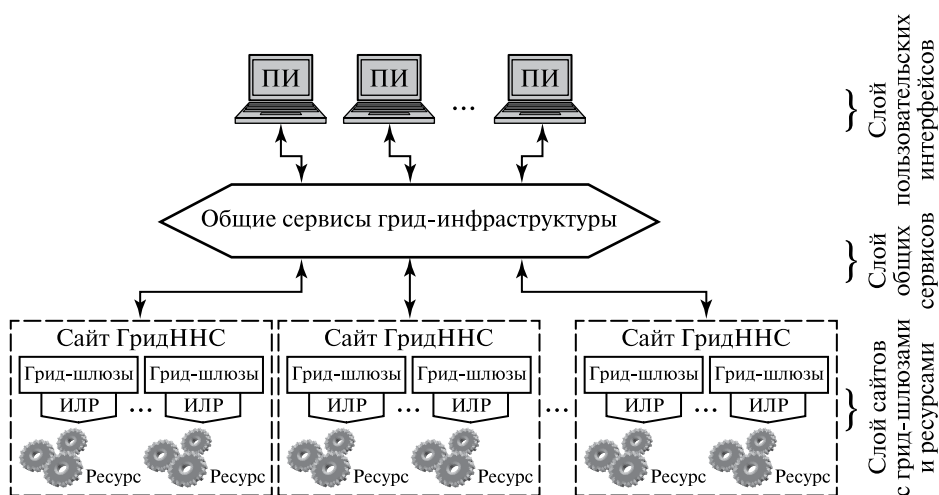 ПИ ПИ ... ПИ
Слой
пользовательских
интерфейсов
Общие сервисы грид-инфраструктуры
Слой
общих
сервисов
Сайт ГридННС
Грид-шлюзы Грид-шлюзы
ИЛР ... ИЛР
Ресурс Ресурс
Сайт ГридННС
Грид-шлюзы Грид-шлюзы
ИЛР ... ИЛР
Ресурс Ресурс
...
Сайт ГридННС
Грид-шлюзы Грид-шлюзы
ИЛР ... ИЛР
Ресурс Ресурс
Слой сайтов
с грид-шлюзами
и ресурсами